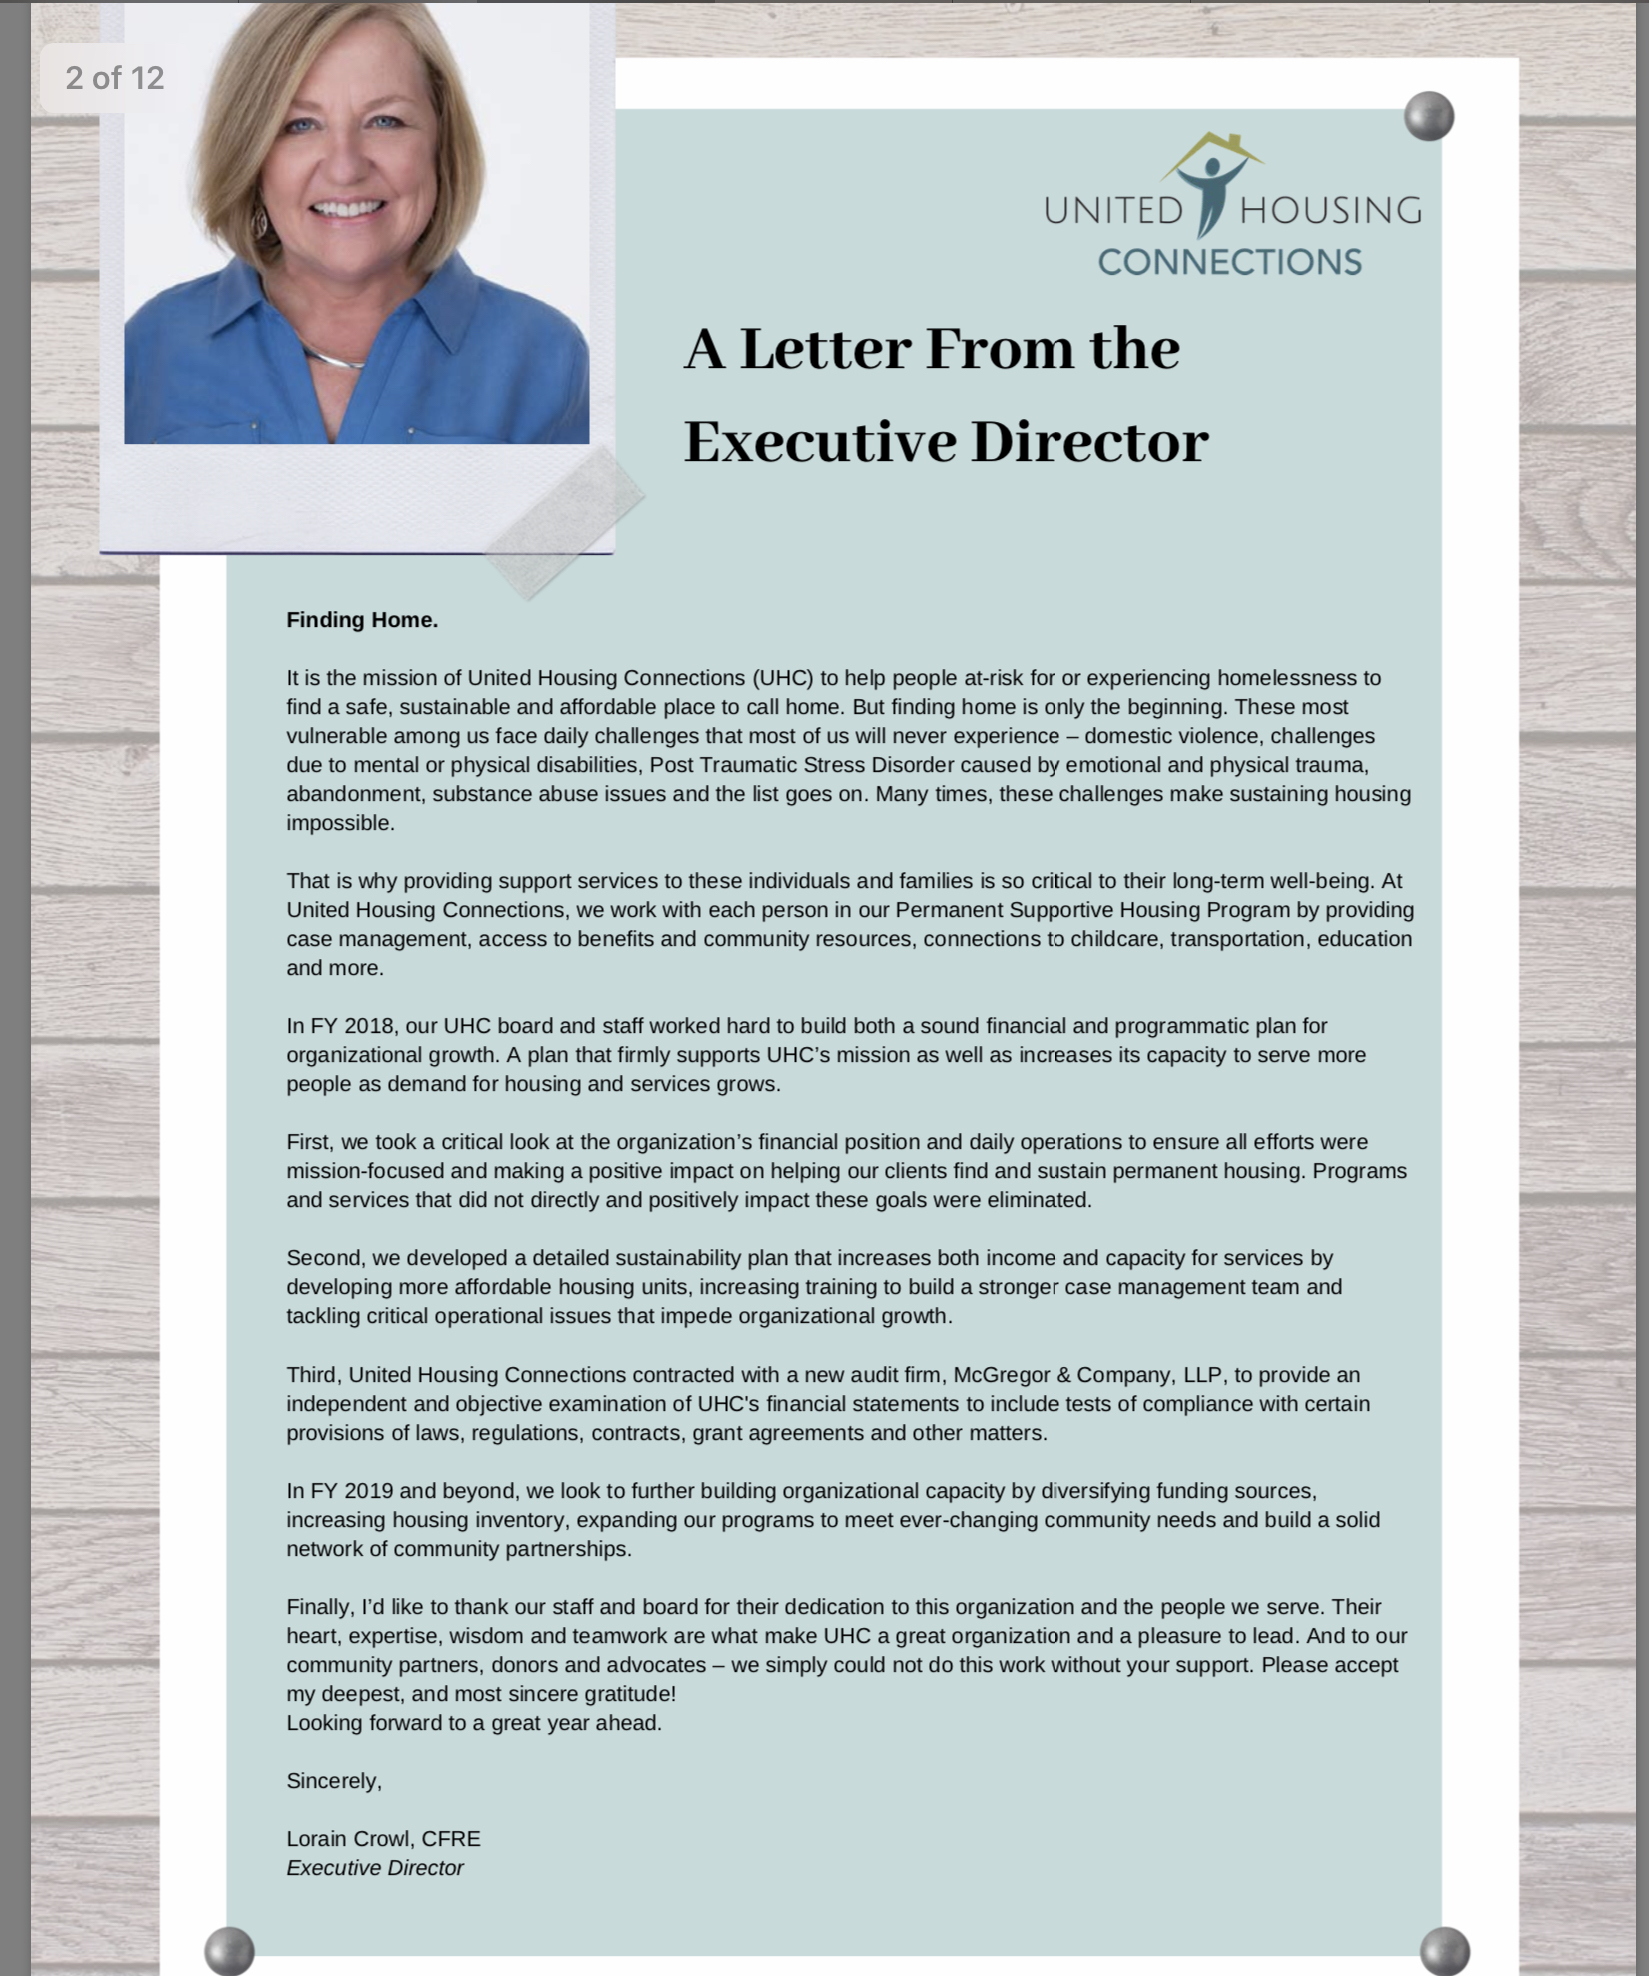 2 of 12
UNITED HOUSING
CONNECTIONS
A Letter From the
Executive Director
Finding Home.
It is the mission of United Housing Connections (UHC) to help people at-risk for or experiencing homelessness to
find a safe, sustainable and affordable place to call home. But finding home is only the beginning. These most
vulnerable among us face daily challenges that most of us will never experience – domestic violence, challenges
due to mental or physical disabilities, Post Traumatic Stress Disorder caused by emotional and physical trauma,
abandonment, substance abuse issues and the list goes on. Many times, these challenges make sustaining housing
impossible.
That is why providing support services to these individuals and families is so critical to their long-term well-being. At
United Housing Connections, we work with each person in our Permanent Supportive Housing Program by providing
case management, access to benefits and community resources, connections to childcare, transportation, education
and more.
In FY 2018, our UHC board and staff worked hard to build both a sound financial and programmatic plan for
organizational growth. A plan that firmly supports UHC’s mission as well as increases its capacity to serve more
people as demand for housing and services grows.
First, we took a critical look at the organization’s financial position and daily operations to ensure all efforts were
mission-focused and making a positive impact on helping our clients find and sustain permanent housing. Programs
and services that did not directly and positively impact these goals were eliminated.
Second, we developed a detailed sustainability plan that increases both income and capacity for services by
developing more affordable housing units, increasing training to build a stronger case management team and
tackling critical operational issues that impede organizational growth.
Third, United Housing Connections contracted with a new audit firm, McGregor & Company, LLP, to provide an
independent and objective examination of UHC's financial statements to include tests of compliance with certain
provisions of laws, regulations, contracts, grant agreements and other matters.
In FY 2019 and beyond, we look to further building organizational capacity by diversifying funding sources,
increasing housing inventory, expanding our programs to meet ever-changing community needs and build a solid
network of community partnerships.
Finally, I’d like to thank our staff and board for their dedication to this organization and the people we serve. Their
heart, expertise, wisdom and teamwork are what make UHC a great organization and a pleasure to lead. And to our
community partners, donors and advocates – we simply could not do this work without your support. Please accept
my deepest, and most sincere gratitude!
Looking forward to a great year ahead.
Sincerely,
Lorain Crowl, CFRE
Executive Director